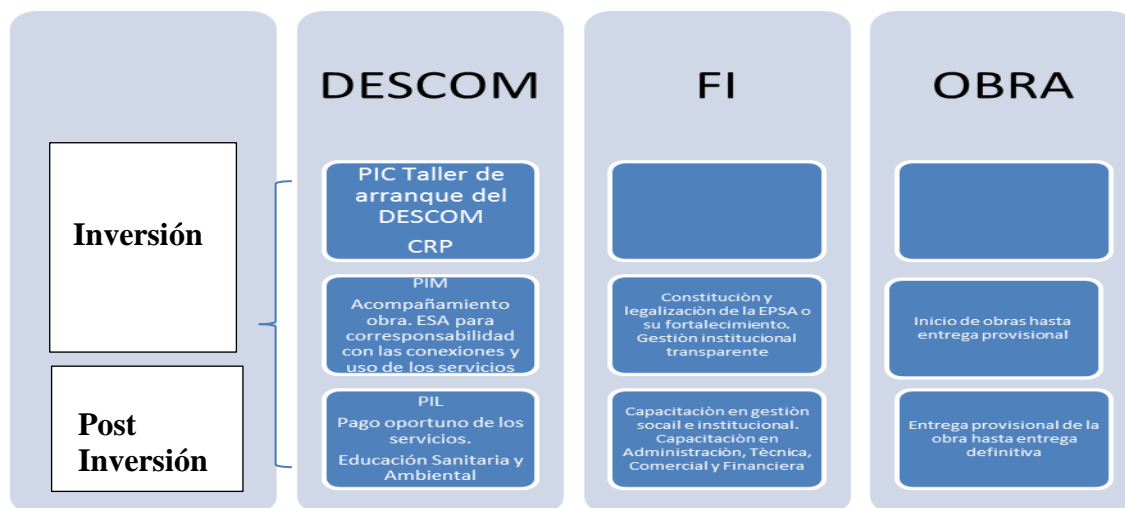 DESCOM
FI
OBRA
Inversión
PIC Taller de
arranque del
DESCOM
CRP
PIM
Acompañamiento
obra. ESA para
corresponsabilidad
con las conexiones y
uso de los servicios
Constituciòn y
legalizaciòn de la EPSA o
su fortalecimiento.
Gestiòn institucional
transparente
Inicio de obras hasta
entrega provisional
Post
Inversión
PIL
Pago oportuno de los
servicios.
Educación Sanitaria y
Ambiental
Capacitaciòn en gestiòn
socail e institucional.
Capacitaciòn en
Administraciòn, Tècnica,
Comercial y Financiera
Entrega provisional de la
obra hasta entrega
definitiva